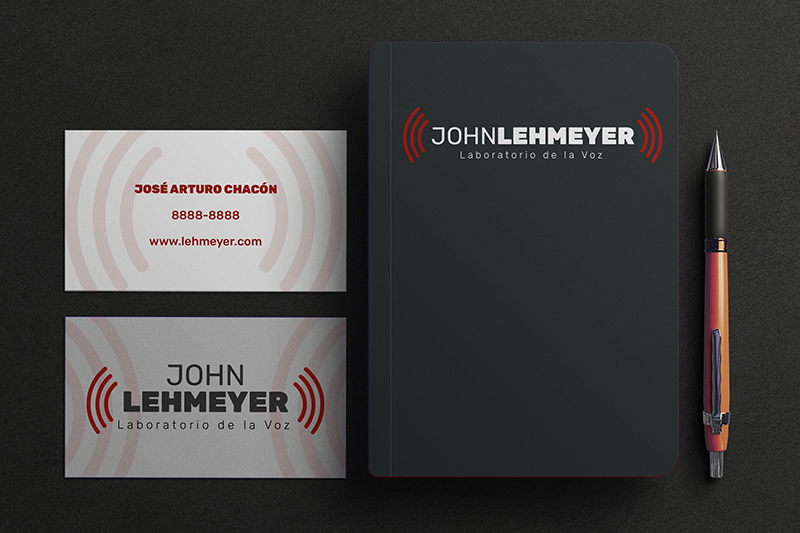 JOSÉ ARTURO CHACÓN
8888-8888
www.lehmeyer.com
JOHN
LEHMEYER
Laboratorio de la Voz
JOHNLEHMEYER
Laboratorio de la Voz